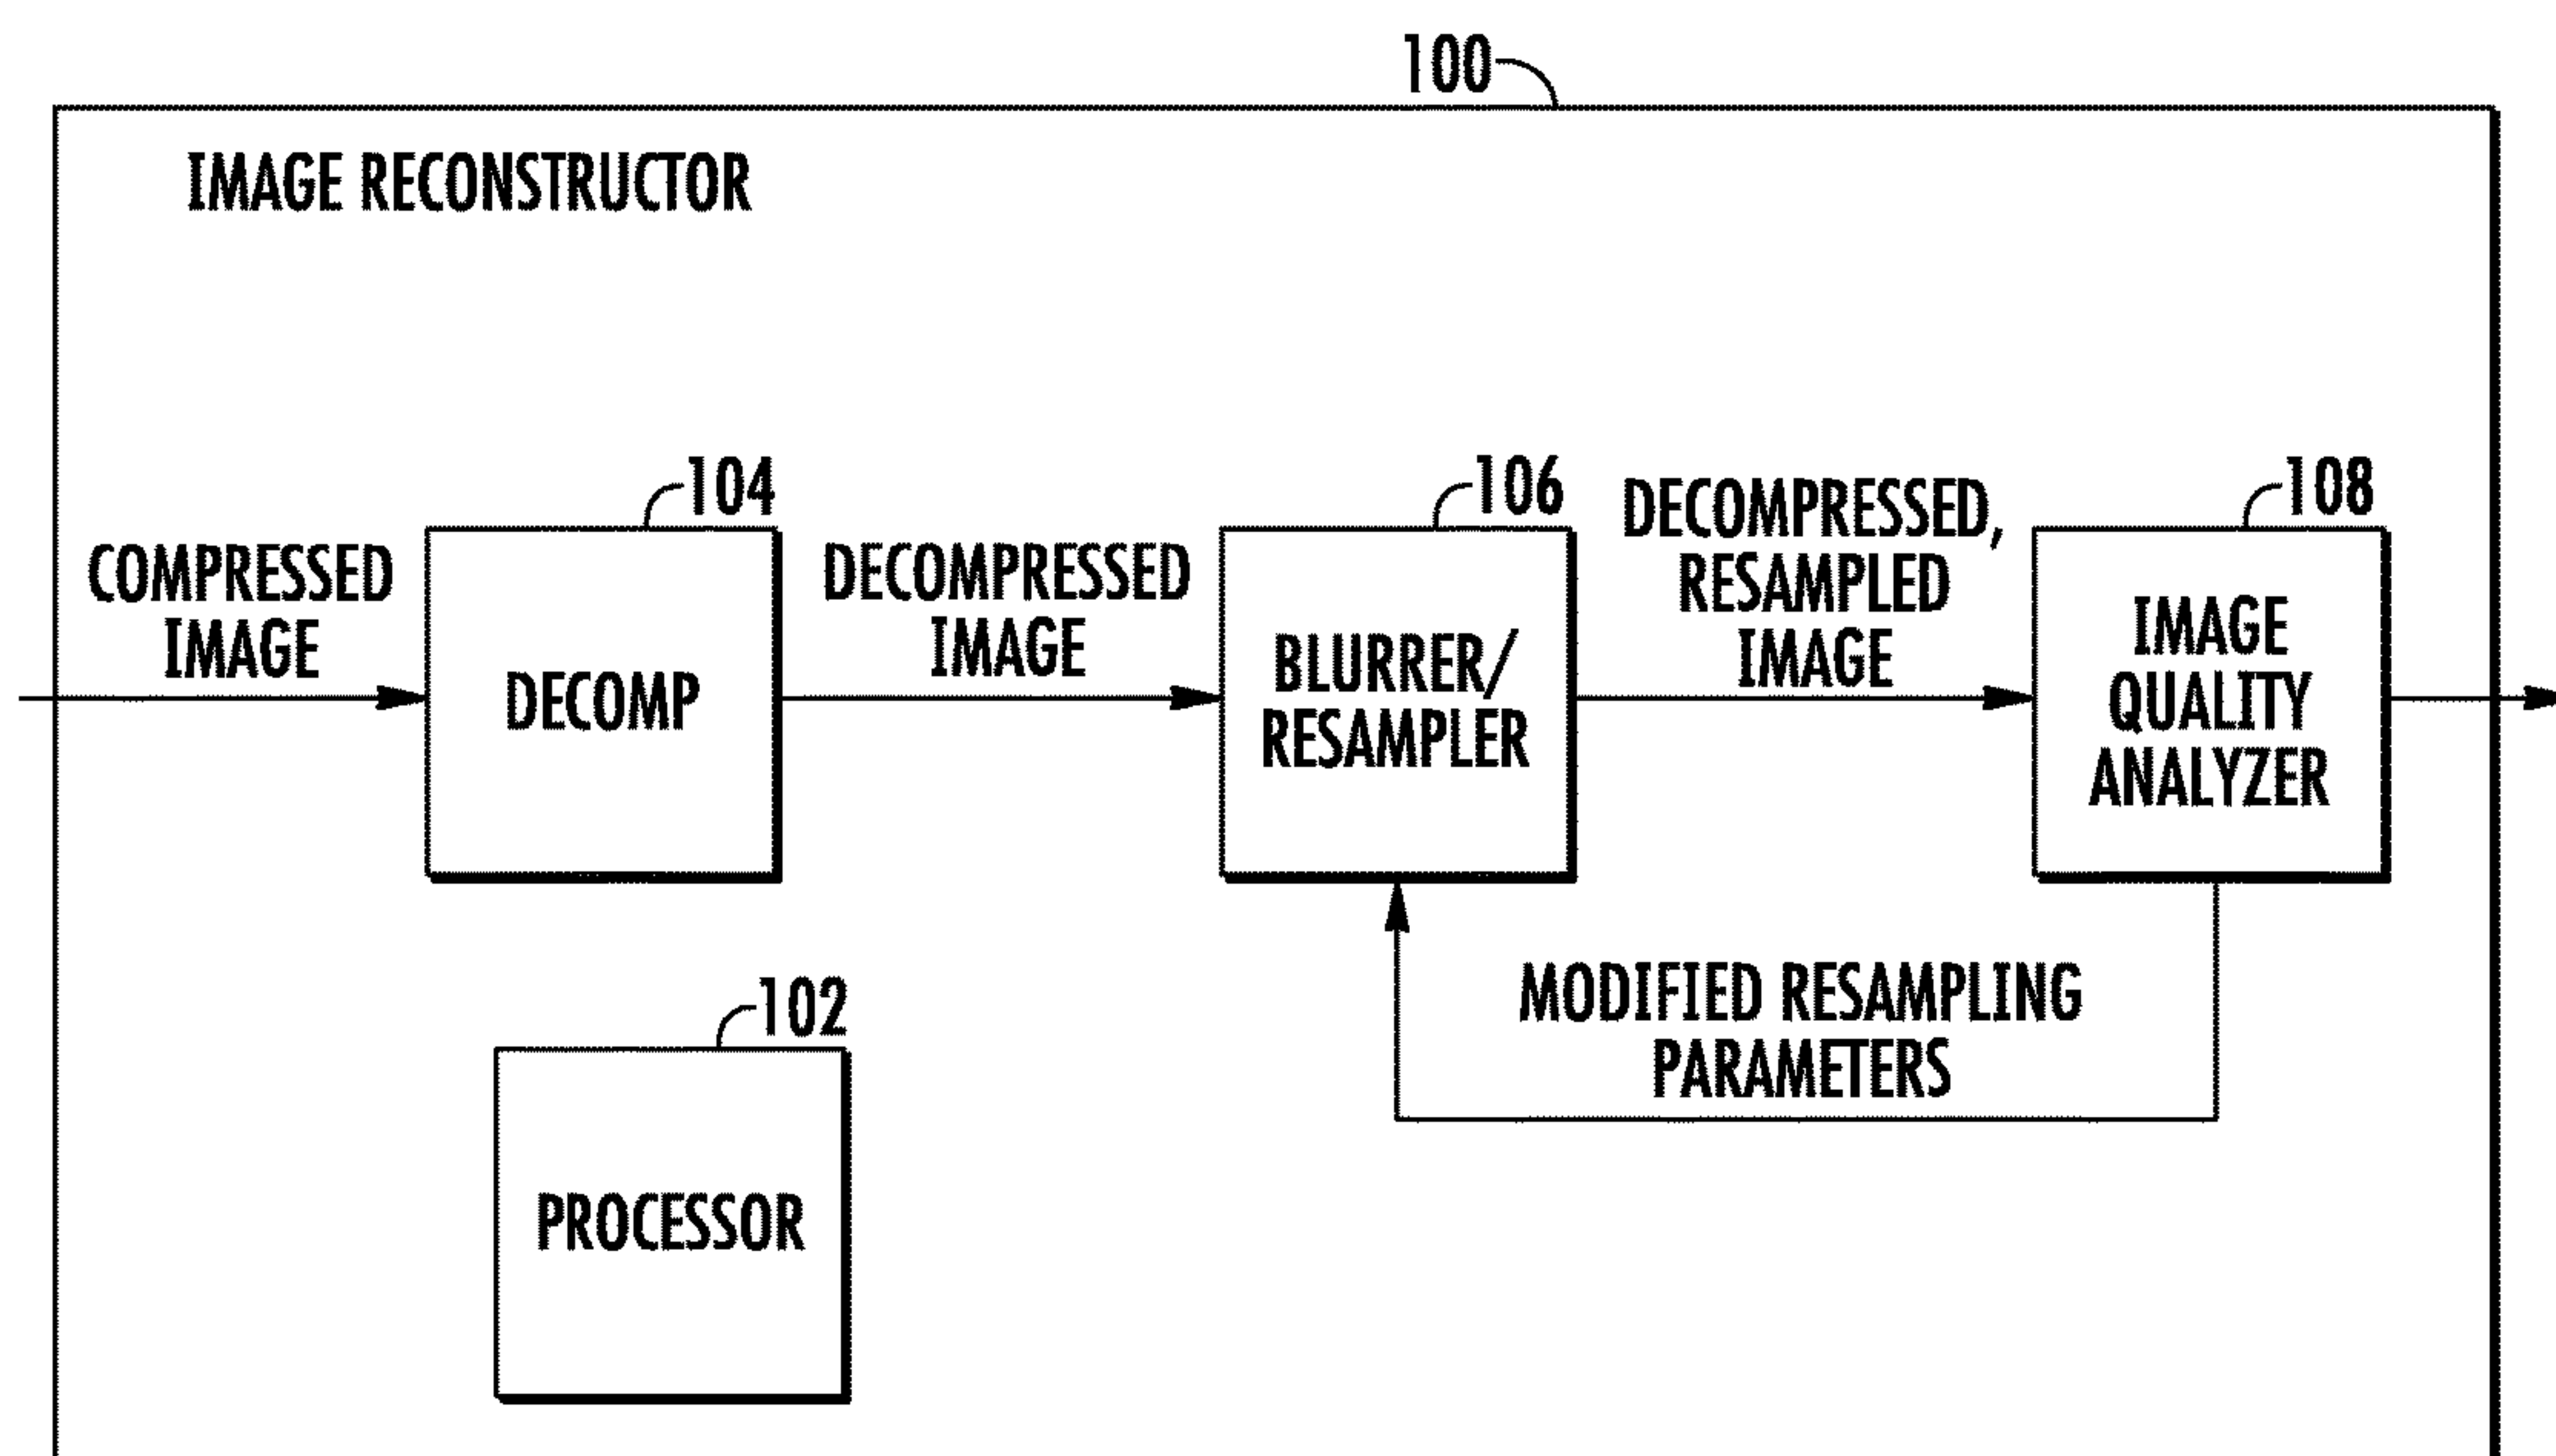 100
IMAGE RECONSTRUCTOR
104
106
108
COMPRESSED
IMAGE
DECOMPRESSED
IMAGE
DECOMPRESSED,
RESAMPLED
IMAGE
DECOMP
BLURRER/
RESAMPLER
IMAGE
QUALITY
ANALYZER
102
MODIFIED RESAMPLING
PARAMETERS
PROCESSOR